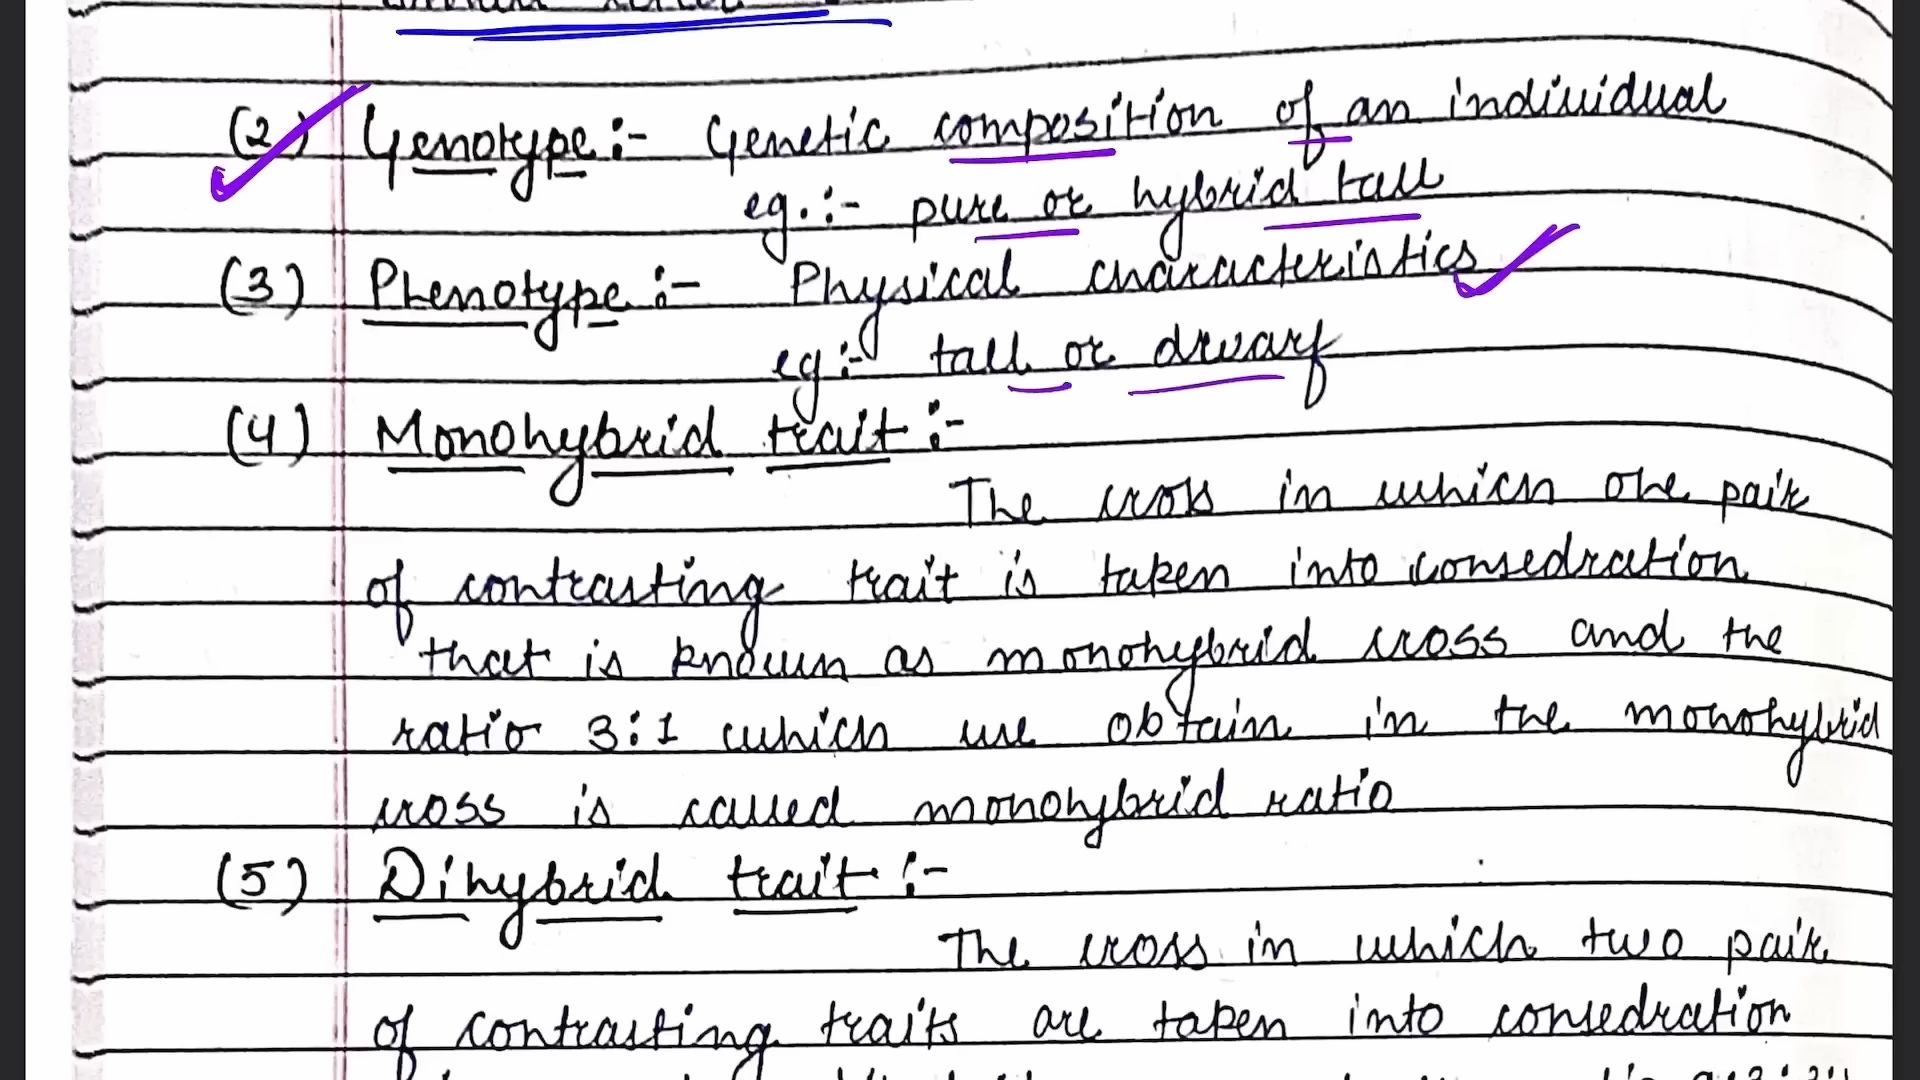 (2) Genotype :- Genetic composition of an individual
eg. :- pure or hybrid tall
(3) Phenotype :- Physical characteristics
eg :- tall or dwarf
(4) Monohybrid trait :-
The cross in which one pair
of contrasting trait is taken into consedration
that is known as monohybrid cross and the
ratio 3:1 which we obtain in the monohybrid
cross is called monohybrid ratio
(5) Dihybrid trait :-
The cross in which two pair
of contrasting traits are taken into consedration